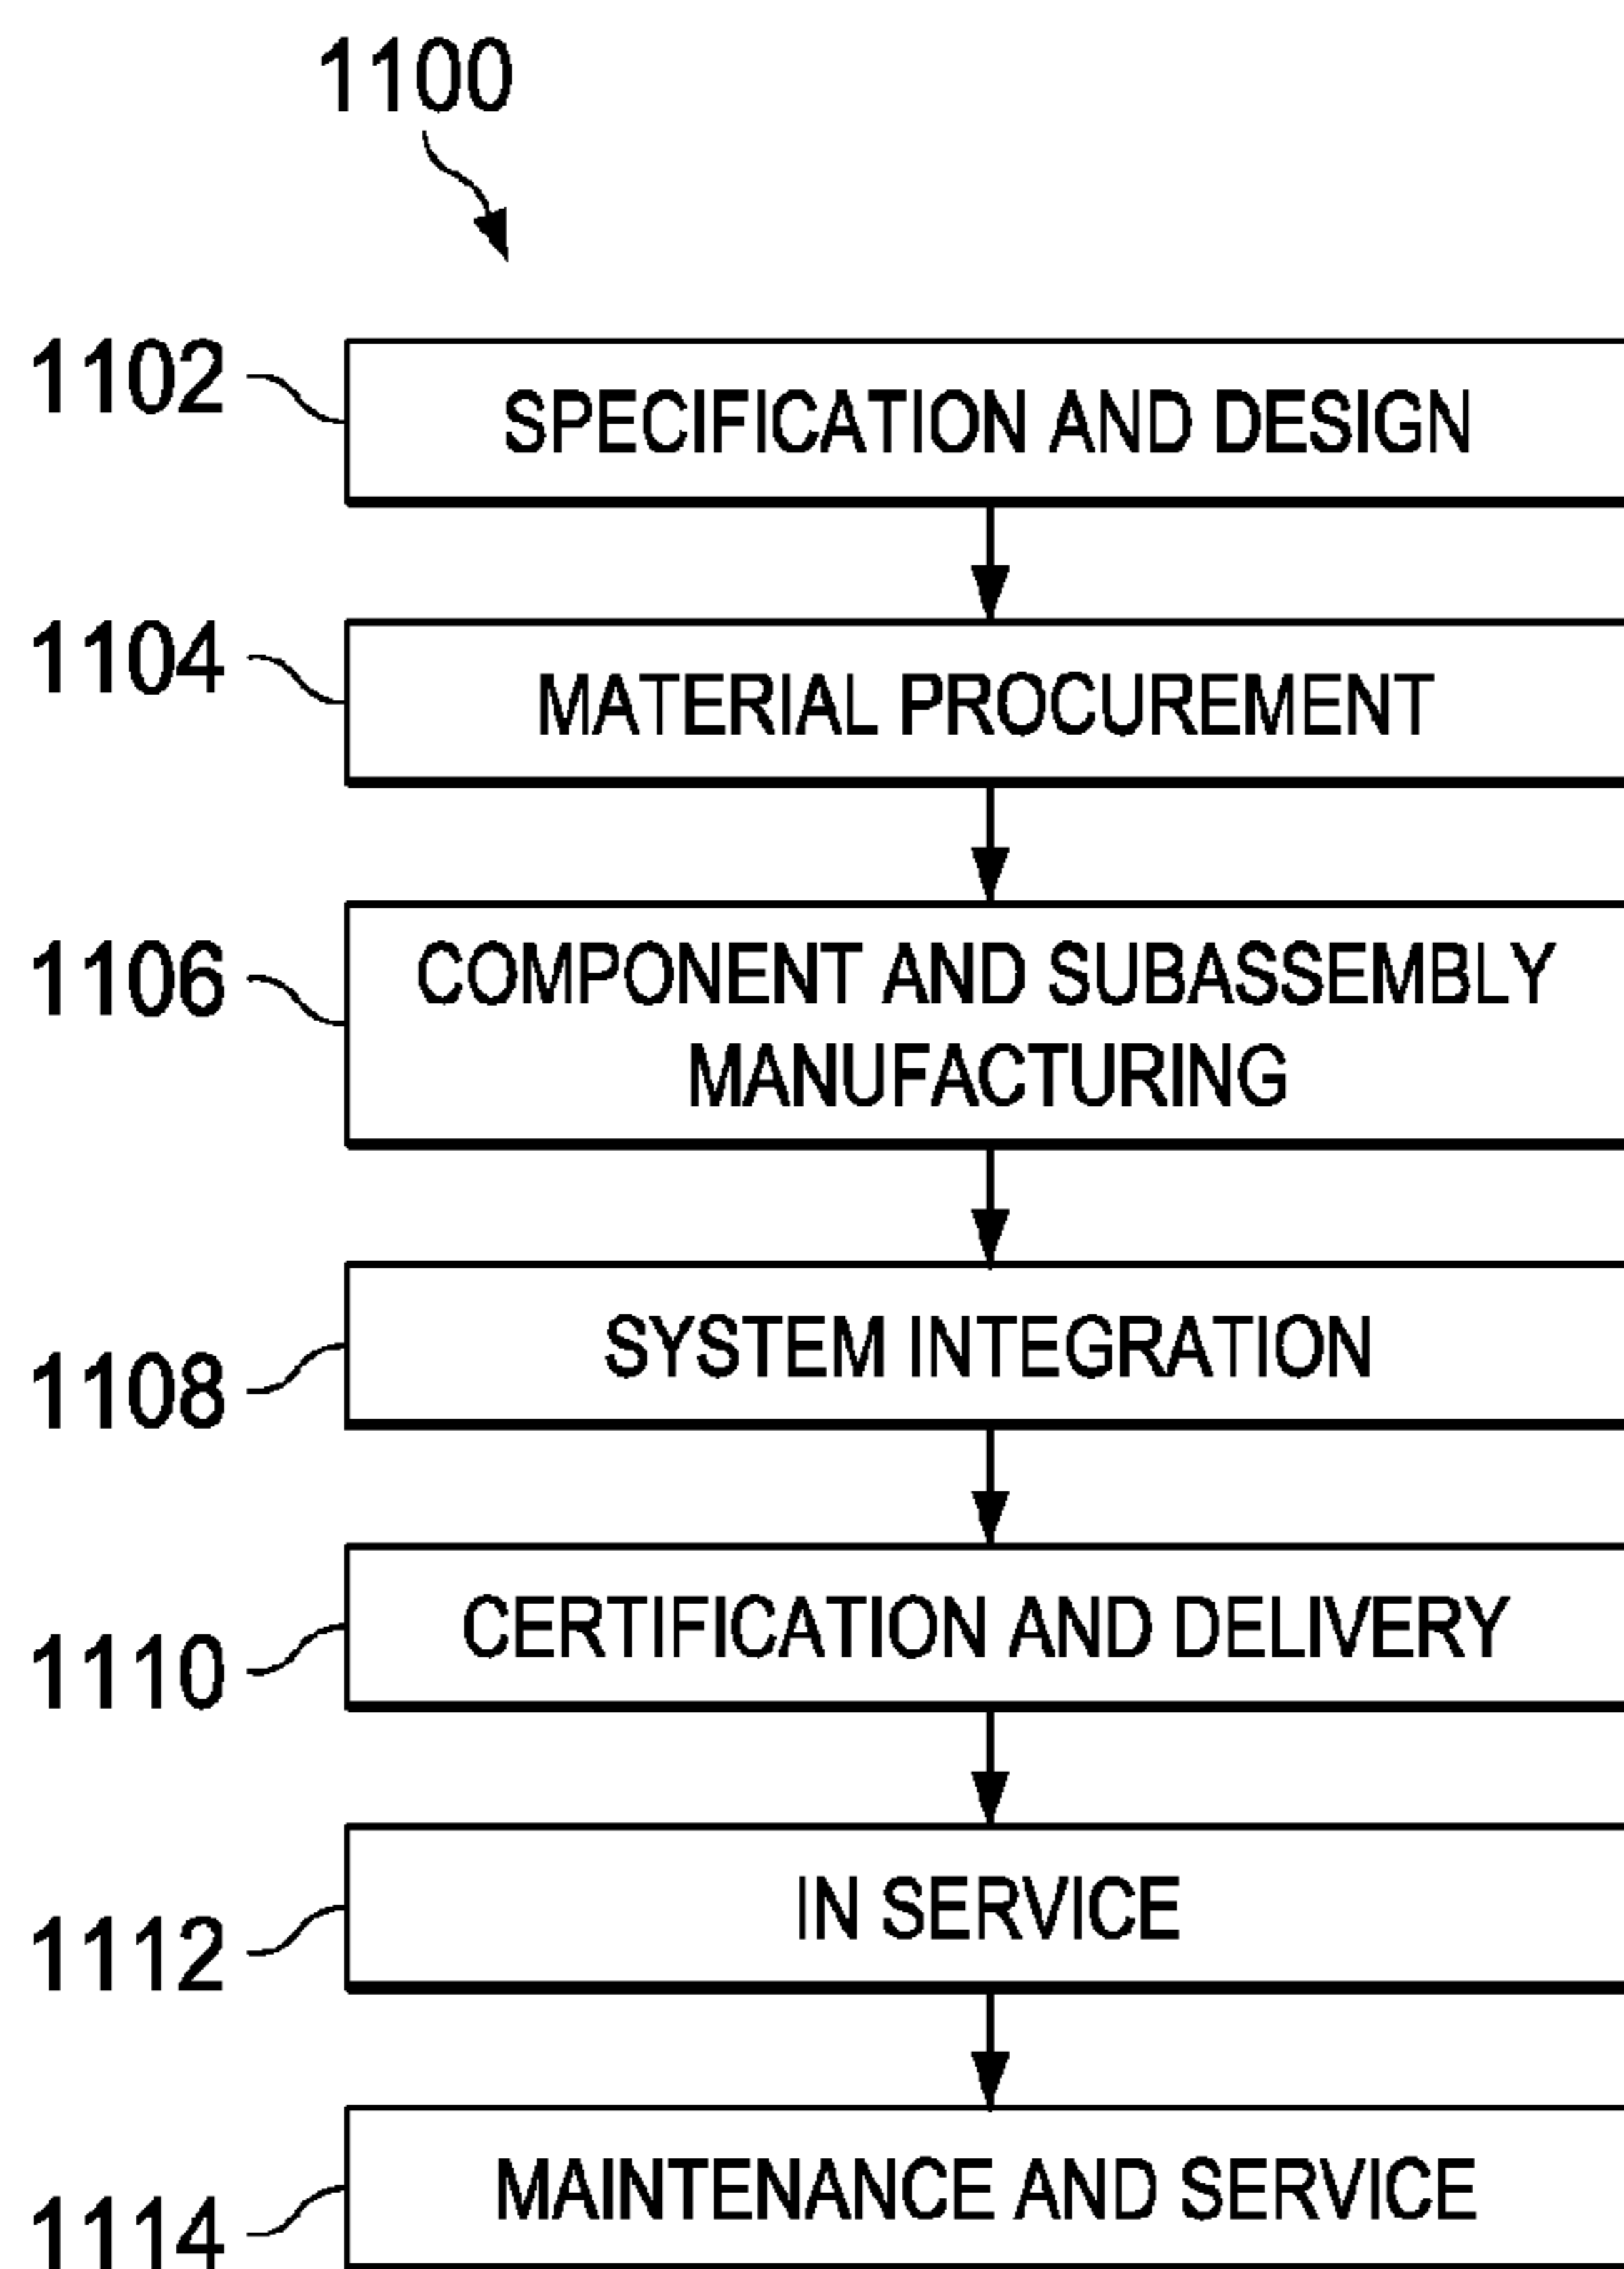 1100
1102
SPECIFICATION AND DESIGN
1104
MATERIAL PROCUREMENT
1106
COMPONENT AND SUBASSEMBLY
MANUFACTURING
1108
SYSTEM INTEGRATION
1110
CERTIFICATION AND DELIVERY
1112
IN SERVICE
1114
MAINTENANCE AND SERVICE